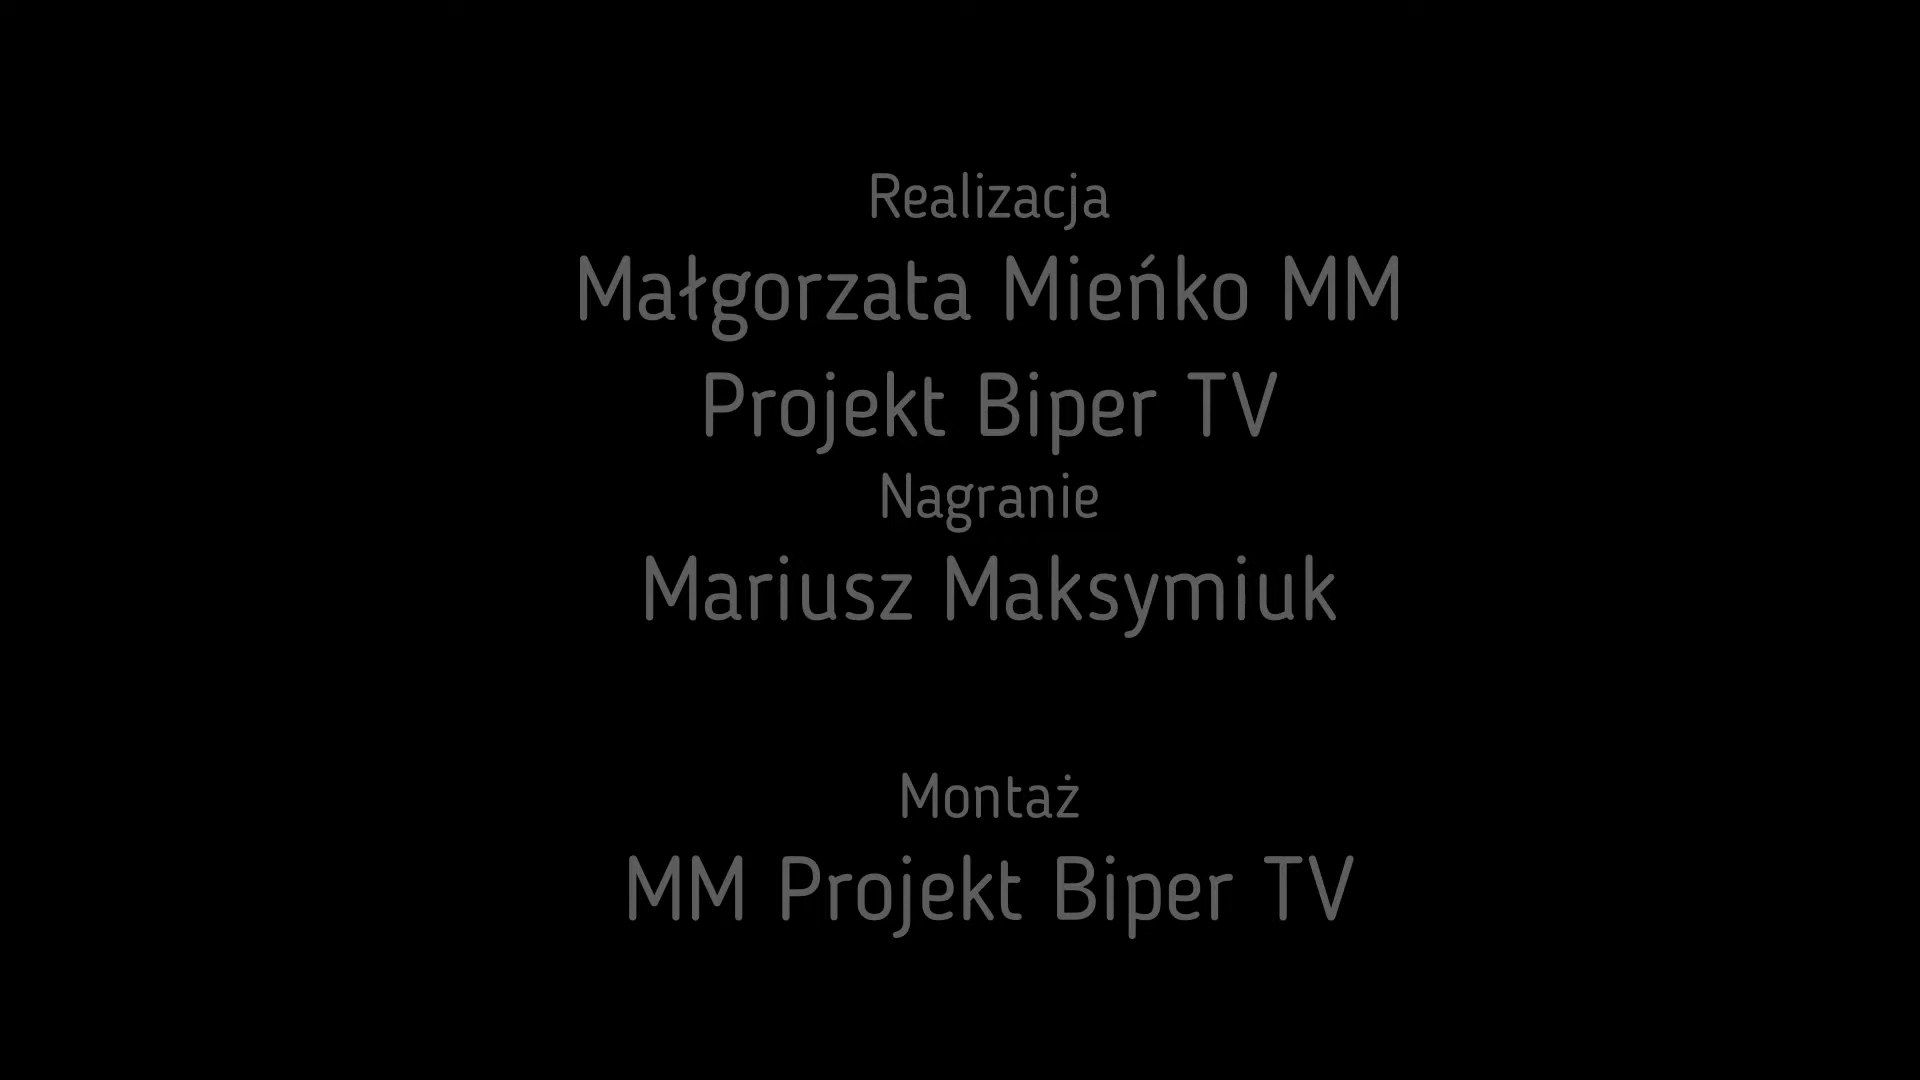 Realizacja
Małgorzata Mieńko MM
Projekt Biper TV
Nagranie
Mariusz Maksymiuk
Montaż
MM Projekt Biper TV